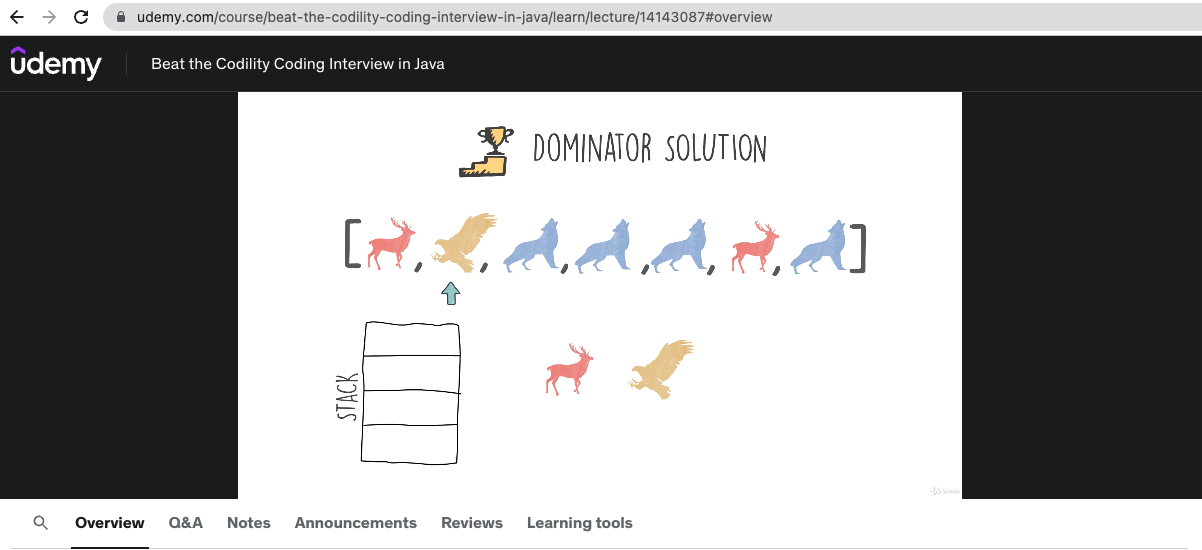 udemy.com/course/beat-the-codility-coding-interview-in-java/learn/lecture/14143087#overview
udemy Beat the Codility Coding Interview in Java
DOMINATOR SOLUTION
[ , , , , , , ]
STACK
Udemy
Overview Q&A Notes Announcements Reviews Learning tools